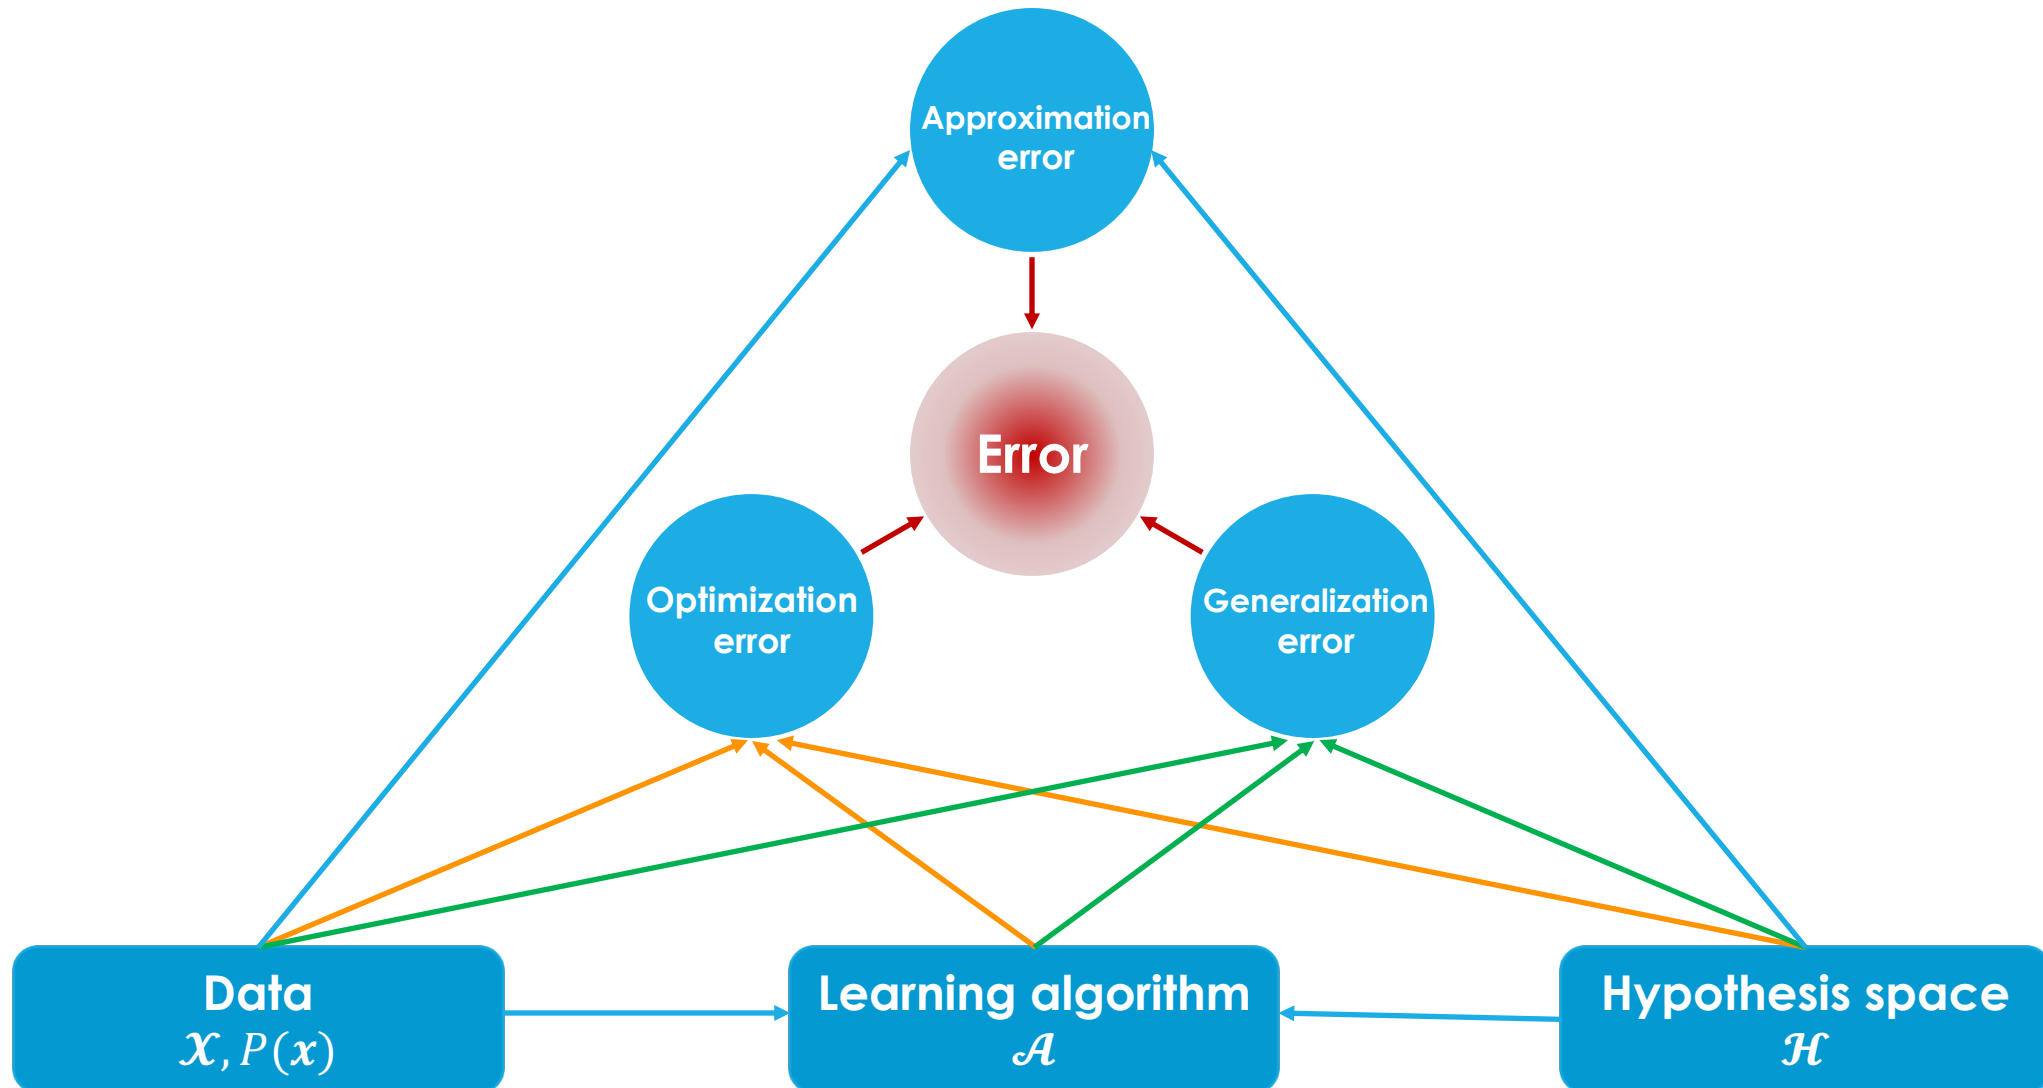 Approximation
error
Error
Optimization
error
Generalization
error
Data
𝒳, P(𝒙)
Learning algorithm
𝒜
Hypothesis space
ℋ